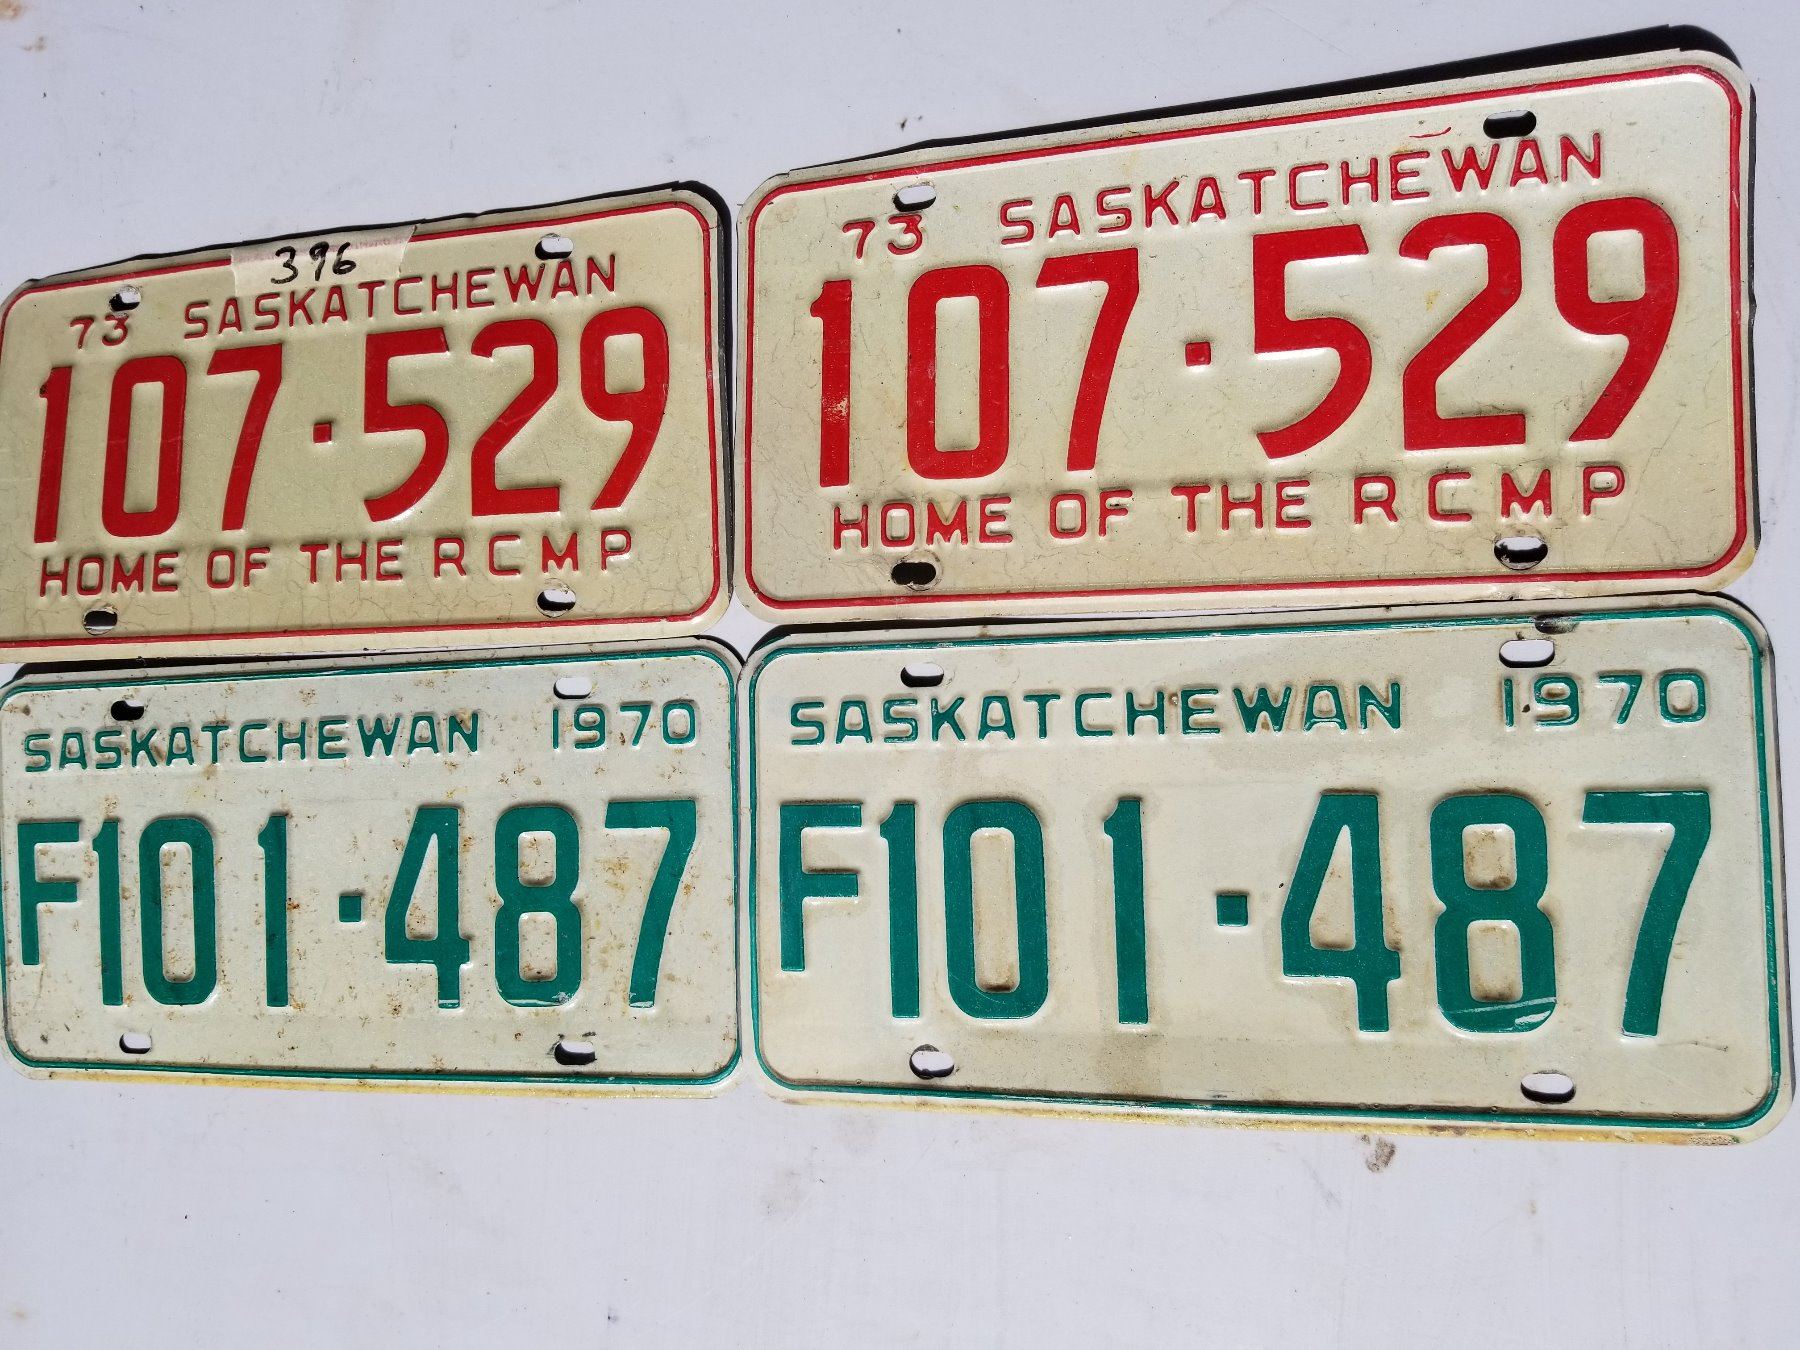 396
73 SASKATCHEWAN
107·529
HOME OF THE RCMP
73 SASKATCHEWAN
107·529
HOME OF THE RCMP
SASKATCHEWAN 1970
F101·487
SASKATCHEWAN 1970
F101·487